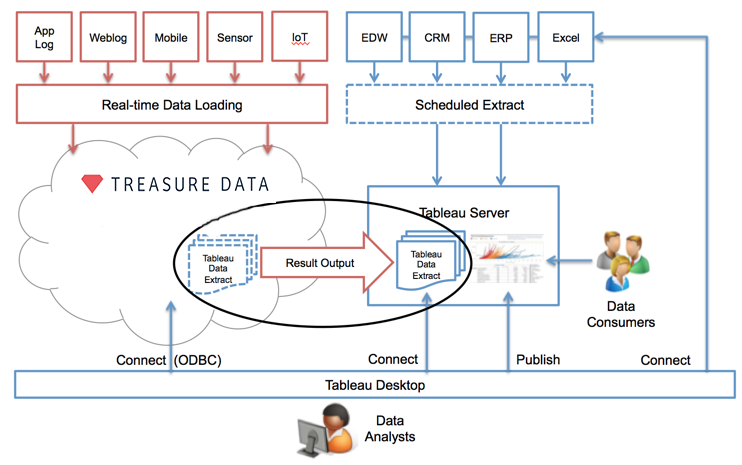 App
Log
Weblog
Mobile
Sensor
IoT
EDW
CRM
ERP
Excel
Real-time Data Loading
Scheduled Extract
TREASURE DATA
Tableau Server
Tableau
Data
Extract
Result Output
Tableau
Data
Extract
Data
Consumers
Connect (ODBC)
Connect
Publish
Connect
Tableau Desktop
Data
Analysts